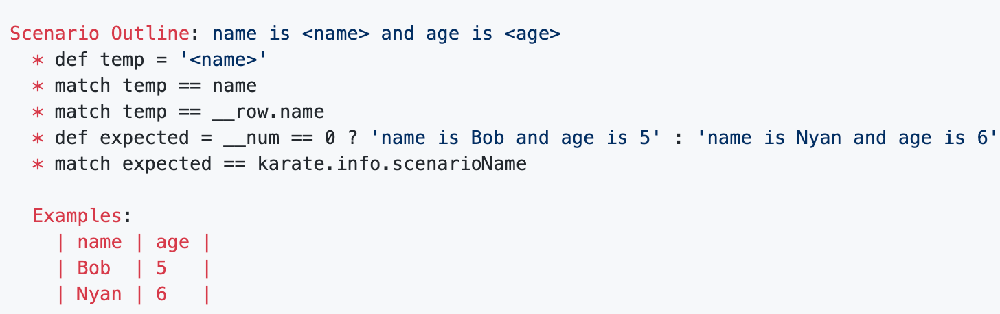 Scenario Outline: name is <name> and age is <age>
* def temp = '<name>'
* match temp == name
* match temp == __row.name
* def expected = __num == 0 ? 'name is Bob and age is 5' : 'name is Nyan and age is 6'
* match expected == karate.info.scenarioName
Examples:
| name | age |
| Bob | 5 |
| Nyan | 6 |